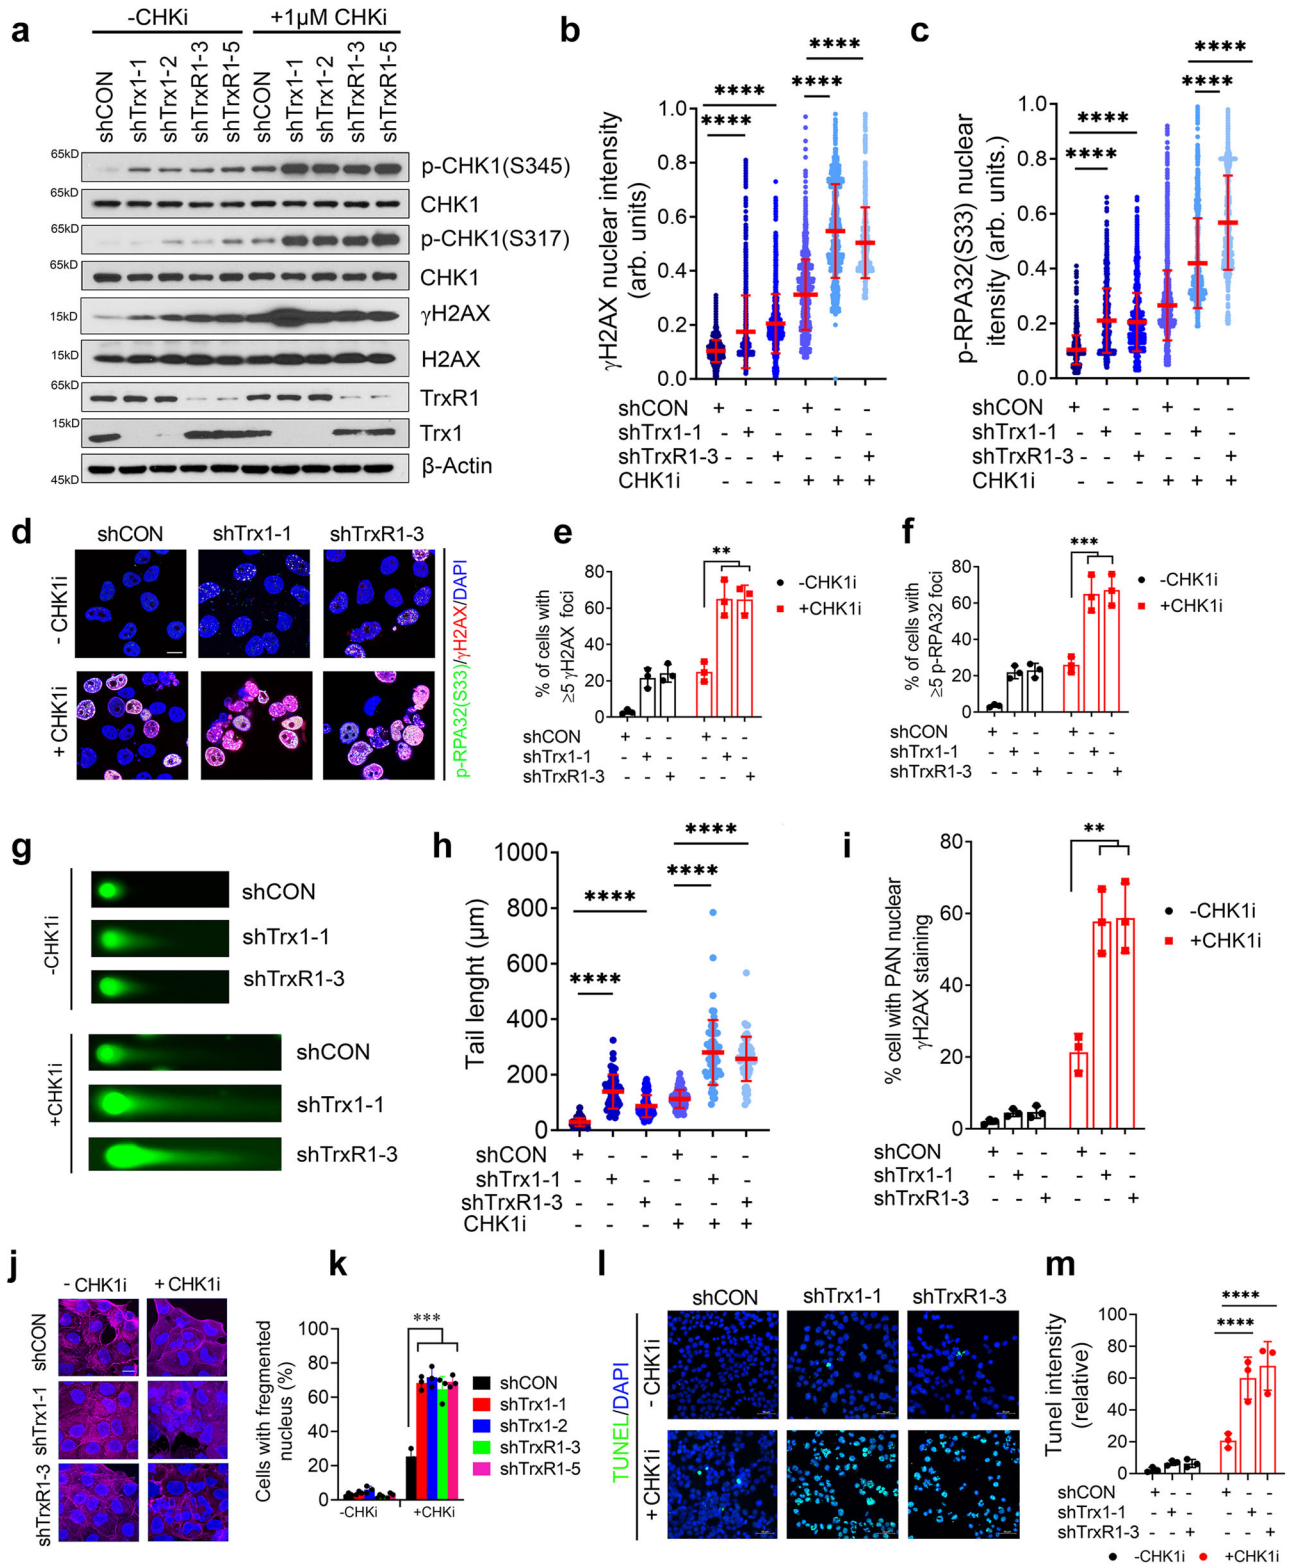 a
-CHKi
+1μM CHKi
shCON
shTrx1-1
shTrx1-2
shTrxR1-3
shTrxR1-5
shCON
shTrx1-1
shTrx1-2
shTrxR1-3
shTrxR1-5
65kD
p-CHK1(S345)
65kD
CHK1
65kD
p-CHK1(S317)
65kD
CHK1
15kD
γH2AX
15kD
H2AX
65kD
TrxR1
15kD
Trx1
45kD
β-Actin
b
γH2AX nuclear intensity
(arb. units)
1.0
0.8
0.6
0.4
0.2
0.0
****
****
****
****
shCON + - - + - -
shTrx1-1 - + - - + -
shTrxR1-3 - - + - - +
CHK1i - - - + + +
c
p-RPA32(S33) nuclear
itensity (arb. units.)
1.0
0.8
0.6
0.4
0.2
0.0
****
****
****
****
shCON + - - + - -
shTrx1-1 - + - - + -
shTrxR1-3 - - + - - +
CHK1i - - - + + +
d
shCON shTrx1-1 shTrxR1-3
- CHK1i
+ CHK1i
p-RPA32(S33)/γH2AX/DAPI
e
% of cells with
≥5 γH2AX foci
80
60
40
20
0
**
-CHK1i
+CHK1i
shCON + - - + - -
shTrx1-1 - + - - + -
shTrxR1-3 - - + - - +
f
% of cells with
≥5 p-RPA32 foci
80
60
40
20
0
***
-CHK1i
+CHK1i
shCON + - - + - -
shTrx1-1 - + - - + -
shTrxR1-3 - - + - - +
g
-CHK1i
shCON
shTrx1-1
shTrxR1-3
+CHK1i
shCON
shTrx1-1
shTrxR1-3
h
Tail lenght (μm)
1000
800
600
400
200
0
****
****
****
****
shCON + - - + - -
shTrx1-1 - + - - + -
shTrxR1-3 - - + - - +
CHK1i - - - + + +
i
% cell with PAN nuclear
γH2AX staining
80
60
40
20
0
**
-CHK1i
+CHK1i
shCON + - - + - -
shTrx1-1 - + - - + -
shTrxR1-3 - - + - - +
j
- CHK1i + CHK1i
shCON
shTrx1-1
shTrxR1-3
k
Cells with fregmented
nucleus (%)
100
80
60
40
20
0
***
-CHKi +CHKi
shCON
shTrx1-1
shTrx1-2
shTrxR1-3
shTrxR1-5
l
shCON shTrx1-1 shTrxR1-3
TUNEL/DAPI
- CHK1i
+ CHK1i
m
Tunel intensity
(relative)
100
80
60
40
20
0
****
****
shCON + - - + - -
shTrx1-1 - + - - + -
shTrxR1-3 - - + - - +
-CHK1i +CHK1i